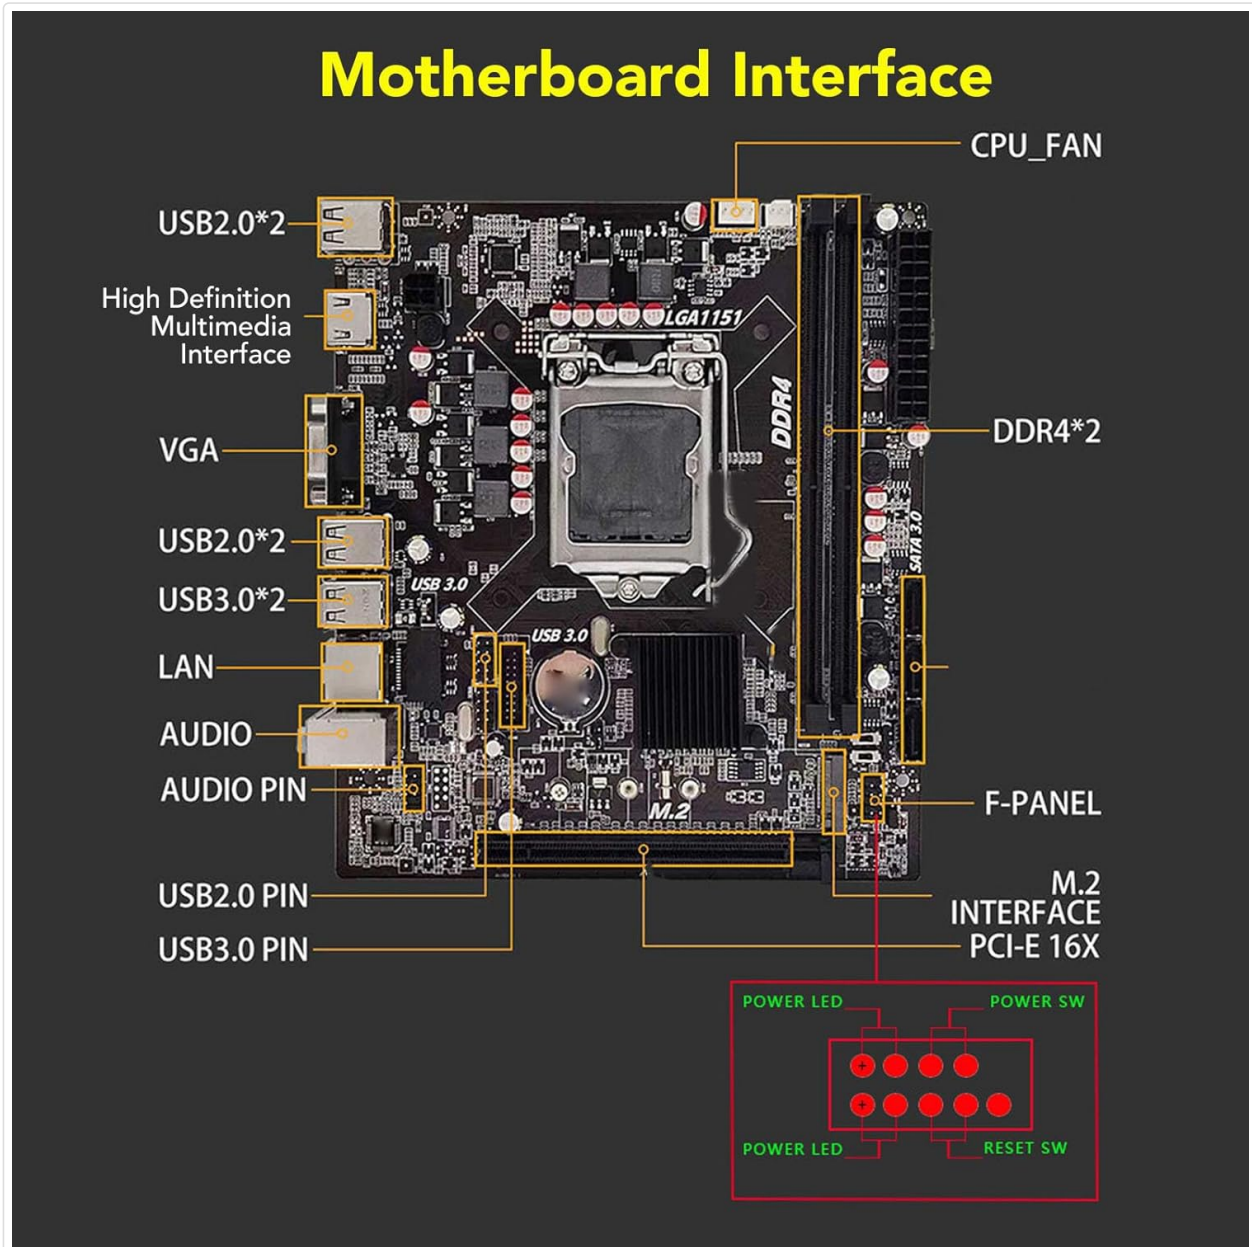 Motherboard Interface
CPU_FAN
USB2.0*2
High Definition
Multimedia
Interface
LGA1151
DDR4
VGA
DDR4*2
SATA 3.0
USB2.0*2
USB 3.0
USB3.0*2
USB 3.0
LAN
AUDIO
AUDIO PIN
M.2
F-PANEL
USB2.0 PIN
M.2
INTERFACE
USB3.0 PIN
PCI-E 16X
POWER LED
POWER SW
+
+
POWER LED
RESET SW